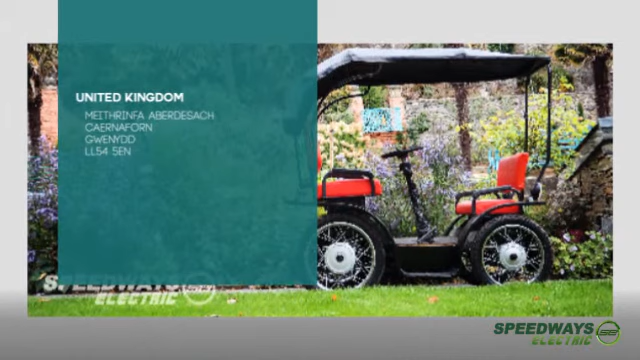 UNITED KINGDOM
MEITHRINFA ABERDESACH
CAERNAFORN
GWENYDD
LL54 5EN
SPEEDWAYS
ELECTRIC
SPEEDWAYS
ELECTRIC